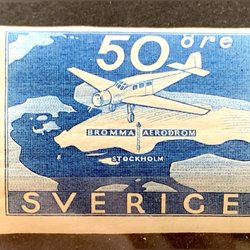 50 öre
BROMMA AERODROM
STOCKHOLM
SVERIGE